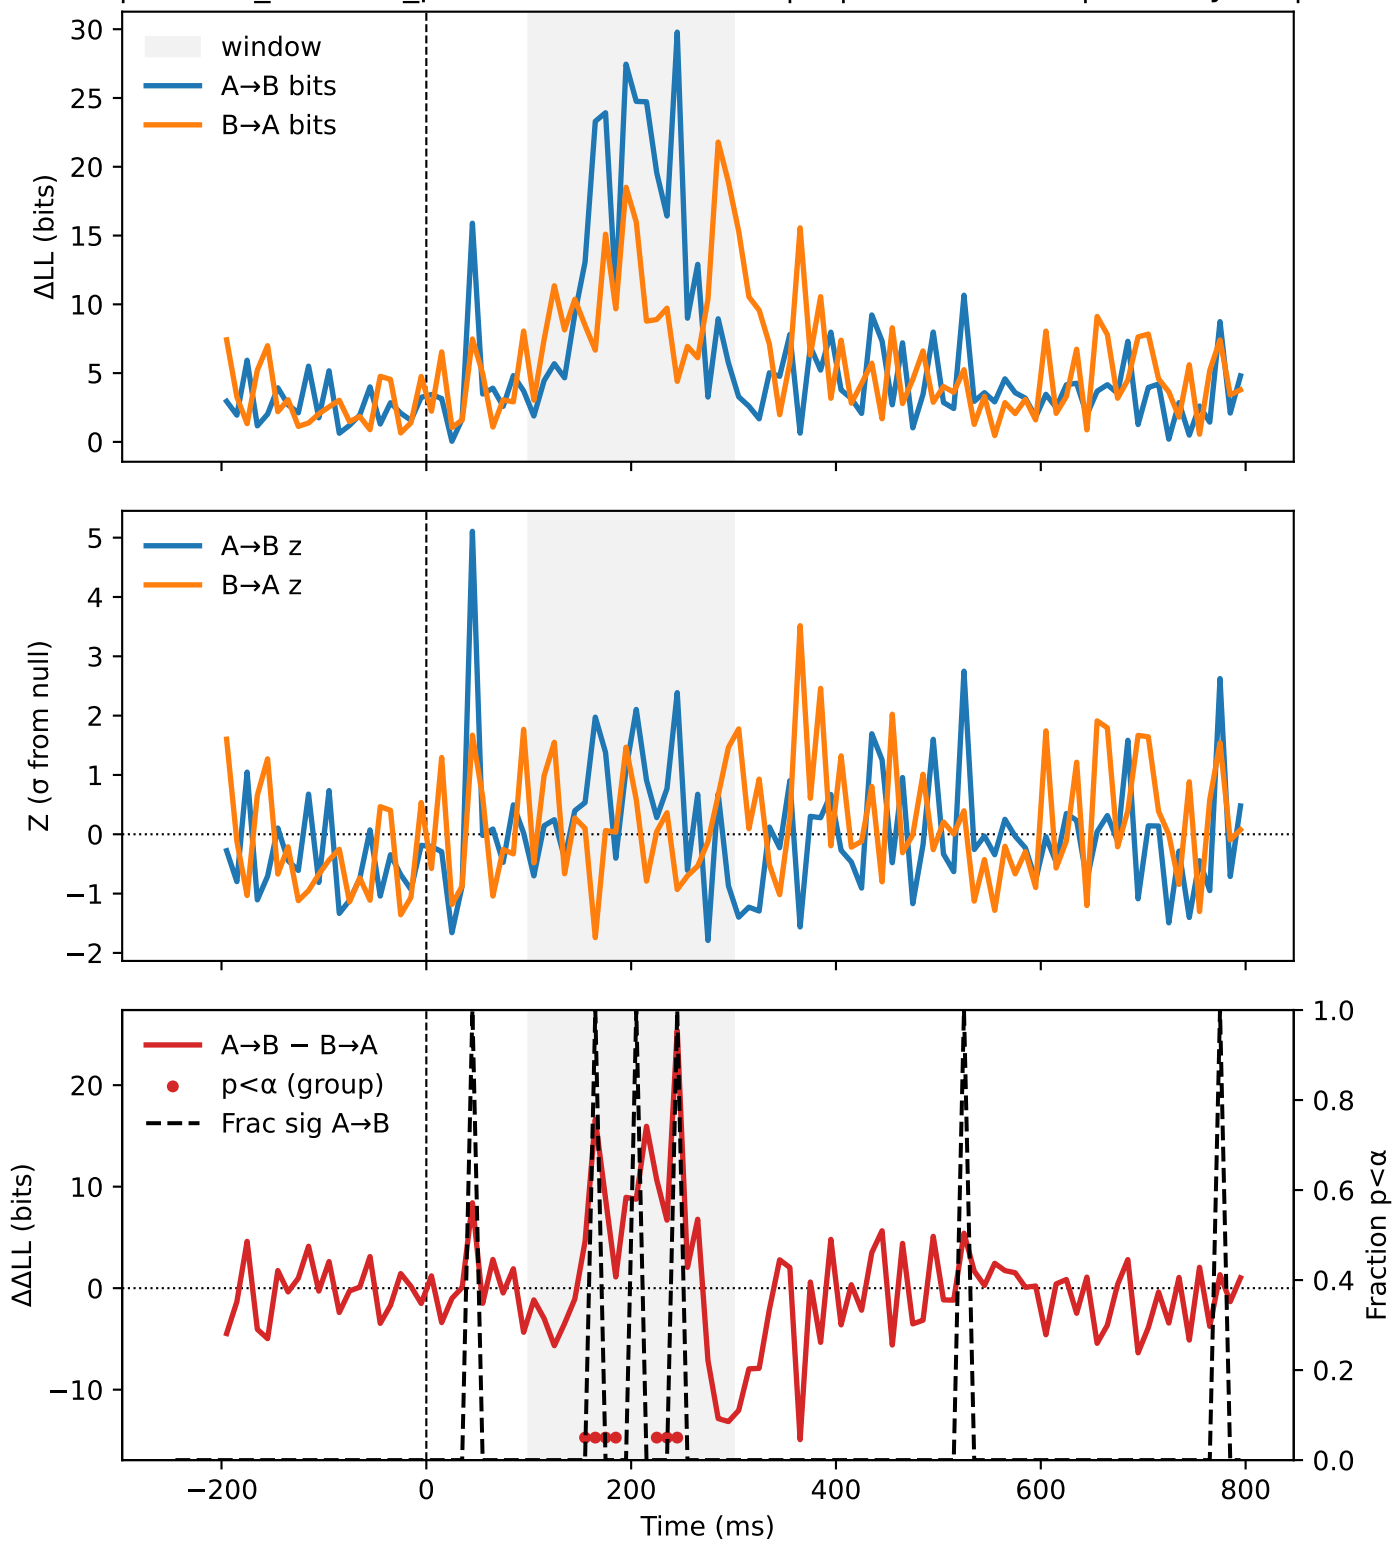 30
25
20
15
10
5
0
ΔLL (bits)
window
A→B bits
B→A bits
5
4
3
2
1
0
−1
−2
Z (σ from null)
A→B z
B→A z
20
10
0
−10
ΔΔLL (bits)
A→B − B→A
p<α (group)
Frac sig A→B
1.0
0.8
0.6
0.4
0.2
0.0
Fraction p<α
−200 0 200 400 600 800
Time (ms)